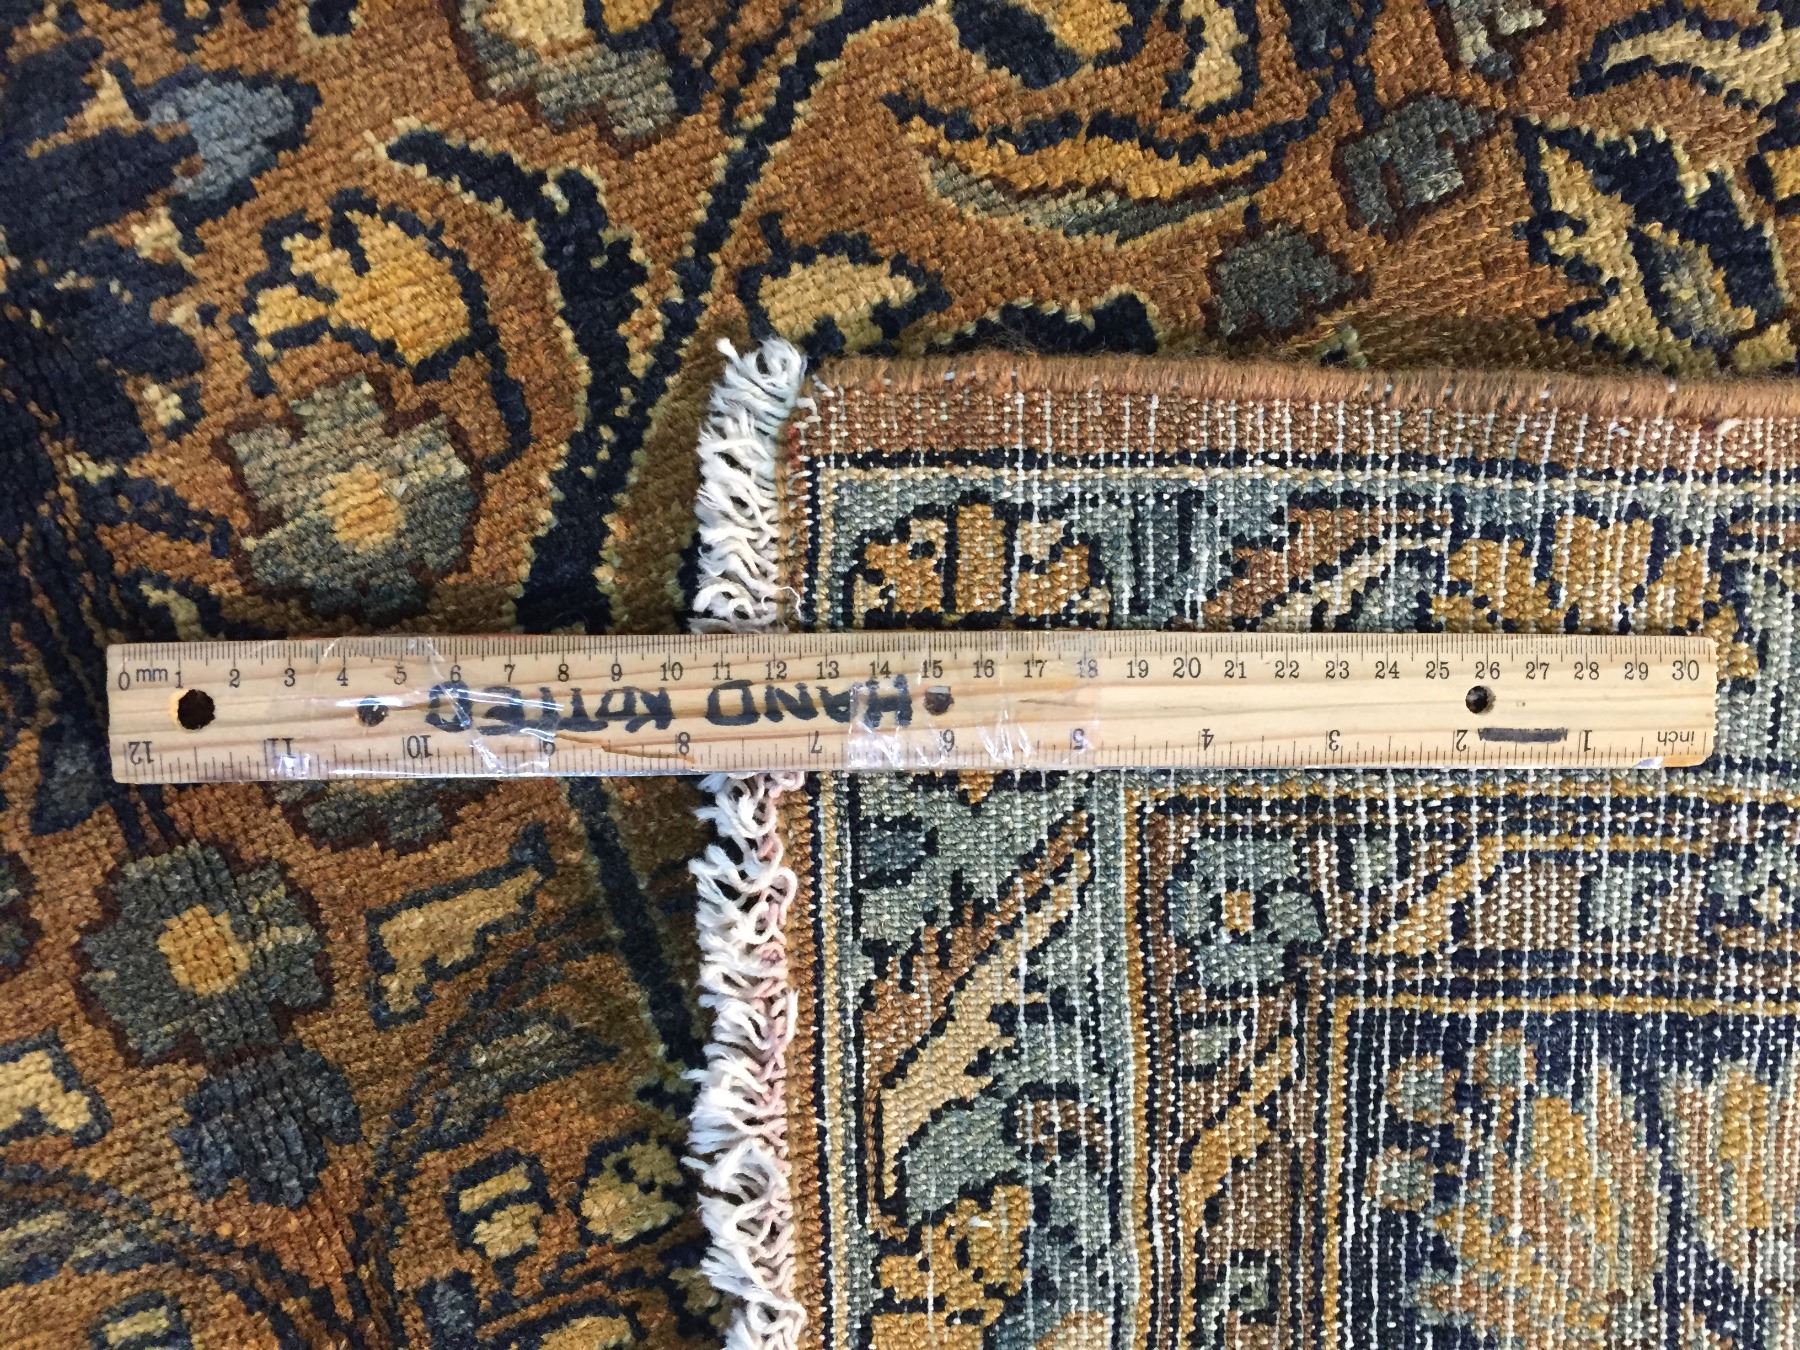 0 mm 1 2 3 4 5 6 7 8 9 10 11 12 13 14 15 16 17 18 19 20 21 22 23 24 25 26 27 28 29 30
HAND KOTTED
inch 1 2 3 4 5 6 7 8 9 10 11 12